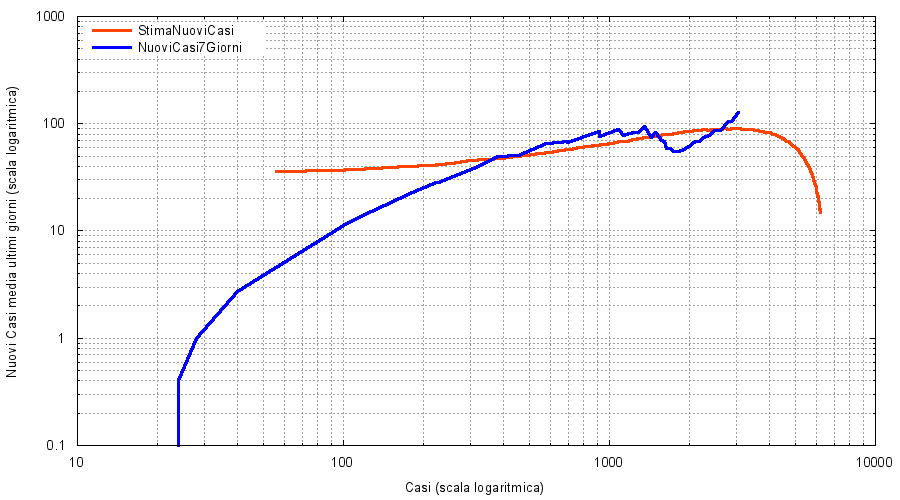 1000
StimaNuoviCasi
NuoviCasi7Giorni
100
10
1
0.1
Nuovi Casi media ultimi giorni (scala logaritmica)
10
100
1000
10000
Casi (scala logaritmica)